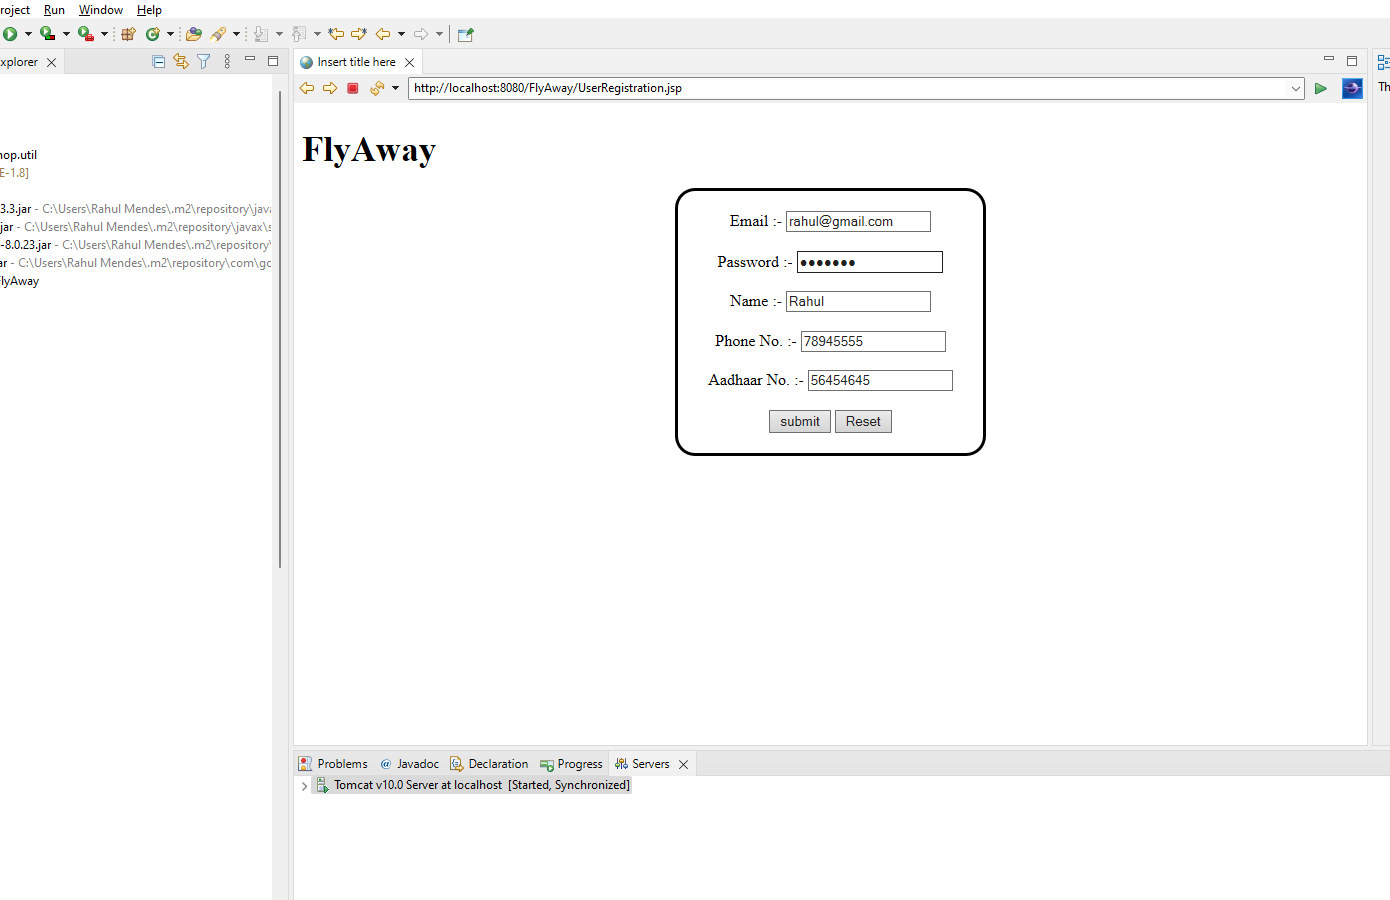 roject Run Window Help
xplorer
Insert title here
http://localhost:8080/FlyAway/UserRegistration.jsp
Th
nop.util
E-1.8]
3.3.jar - C:\Users\Rahul Mendes\.m2\repository\java
jar - C:\Users\Rahul Mendes\.m2\repository\javax\s
-8.0.23.jar - C:\Users\Rahul Mendes\.m2\repository\
ar - C:\Users\Rahul Mendes\.m2\repository\com\gc
FlyAway
FlyAway
Email :- rahul@gmail.com
Password :- ●●●●●●●
Name :- Rahul
Phone No. :- 78945555
Aadhaar No. :- 56454645
submit Reset
Problems @ Javadoc Declaration Progress Servers
Tomcat v10.0 Server at localhost [Started, Synchronized]